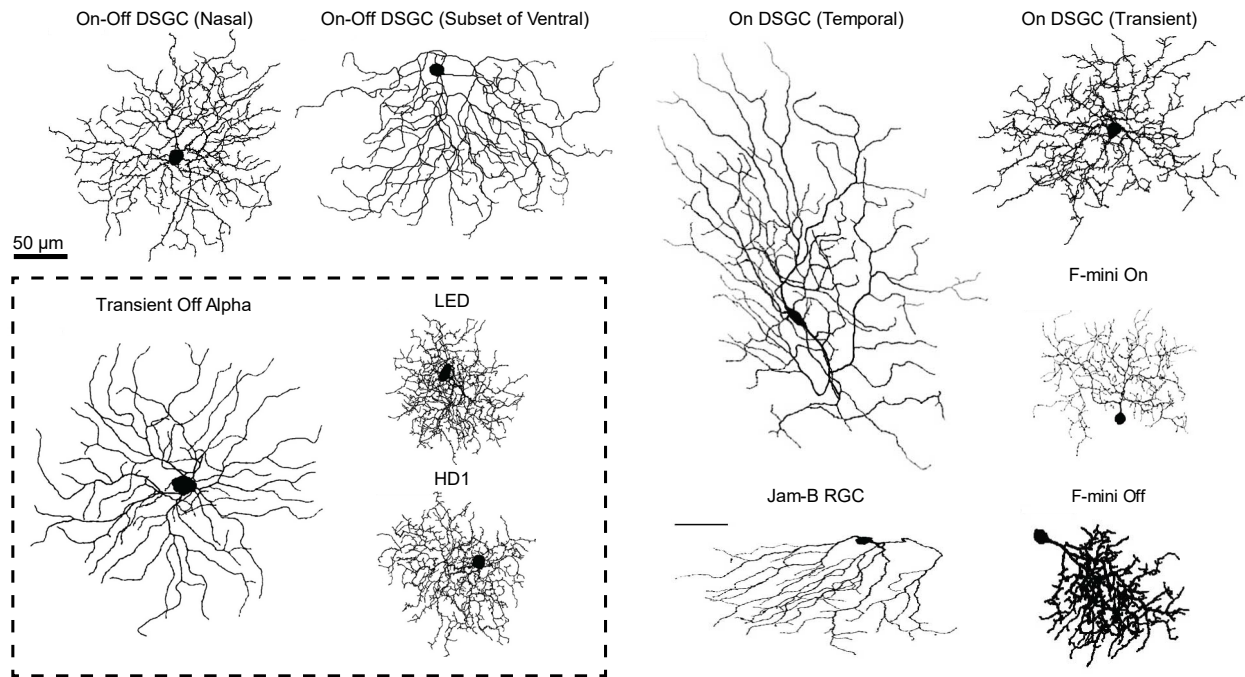 On-Off DSGC (Nasal)
On-Off DSGC (Subset of Ventral)
On DSGC (Temporal)
On DSGC (Transient)
50 μm
Transient Off Alpha
LED
HD1
F-mini On
Jam-B RGC
F-mini Off